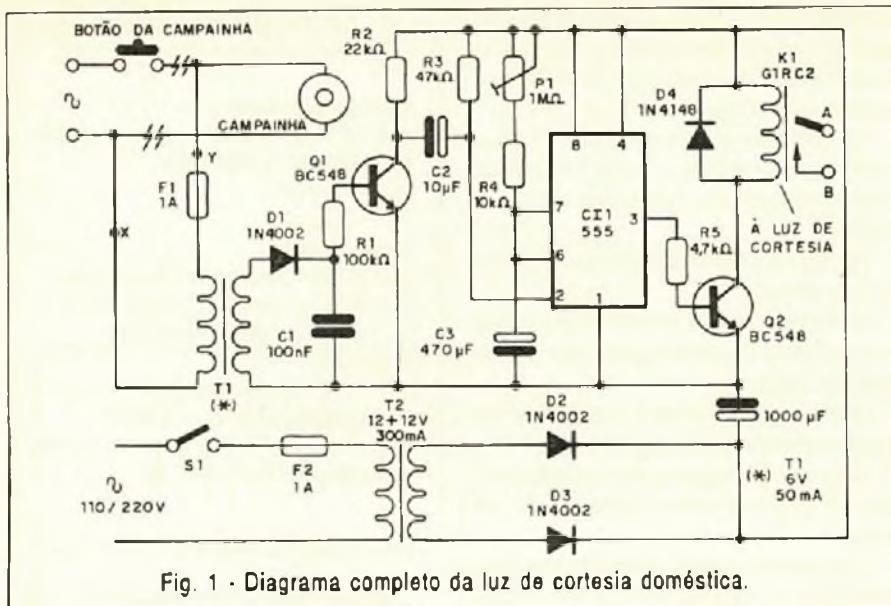 BOTÃO DA CAMPAINHA
CAMPAINHA
Y
X
F1
1A
D1
1N4002
R1
100kΩ
C1
100nF
T1
(*)
R2
22kΩ
Q1
BC548
C2
10µF
R3
47kΩ
P1
1MΩ
R4
10kΩ
C3
470µF
8
4
7
6
2
3
1
CI1
555
R5
4,7kΩ
Q2
BC548
D4
1N4148
K1
G1RC2
A
B
À LUZ DE
CORTESIA
1000µF
S1
110/220V
F2
1A
T2
12+12V
300mA
D2
1N4002
D3
1N4002
(*) T1
6V
50mA
Fig. 1 - Diagrama completo da luz de cortesia doméstica.